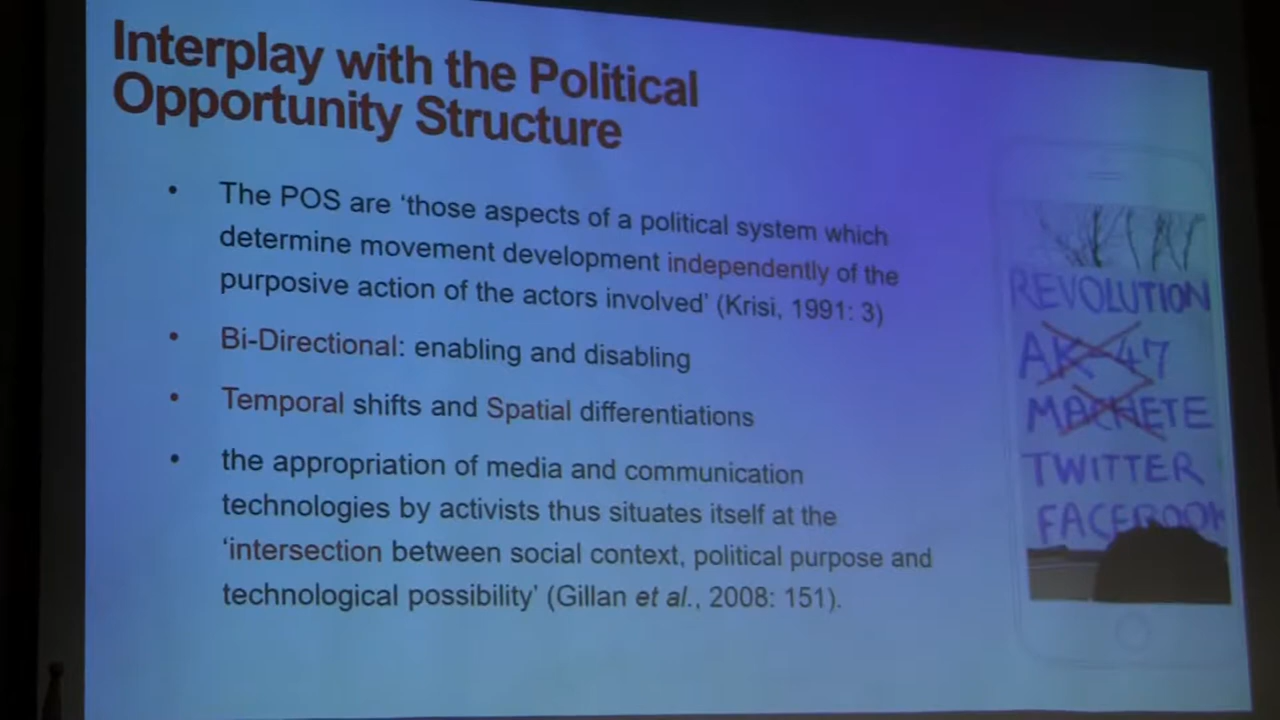 Interplay with the Political
Opportunity Structure
• The POS are ‘those aspects of a political system which
determine movement development independently of the
purposive action of the actors involved’ (Krisi, 1991: 3)
• Bi-Directional: enabling and disabling
• Temporal shifts and Spatial differentiations
• the appropriation of media and communication
technologies by activists thus situates itself at the
‘intersection between social context, political purpose and
technological possibility’ (Gillan et al., 2008: 151).
REVOLUTION
AK-47
MACHETE
TWITTER
FACEBOOK